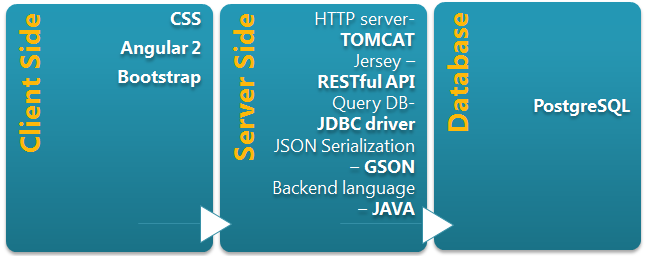 Client Side
CSS
Angular 2
Bootstrap
Server Side
HTTP server-
TOMCAT
Jersey –
RESTful API
Query DB-
JDBC driver
JSON Serialization
– GSON
Backend language
– JAVA
Database
PostgreSQL